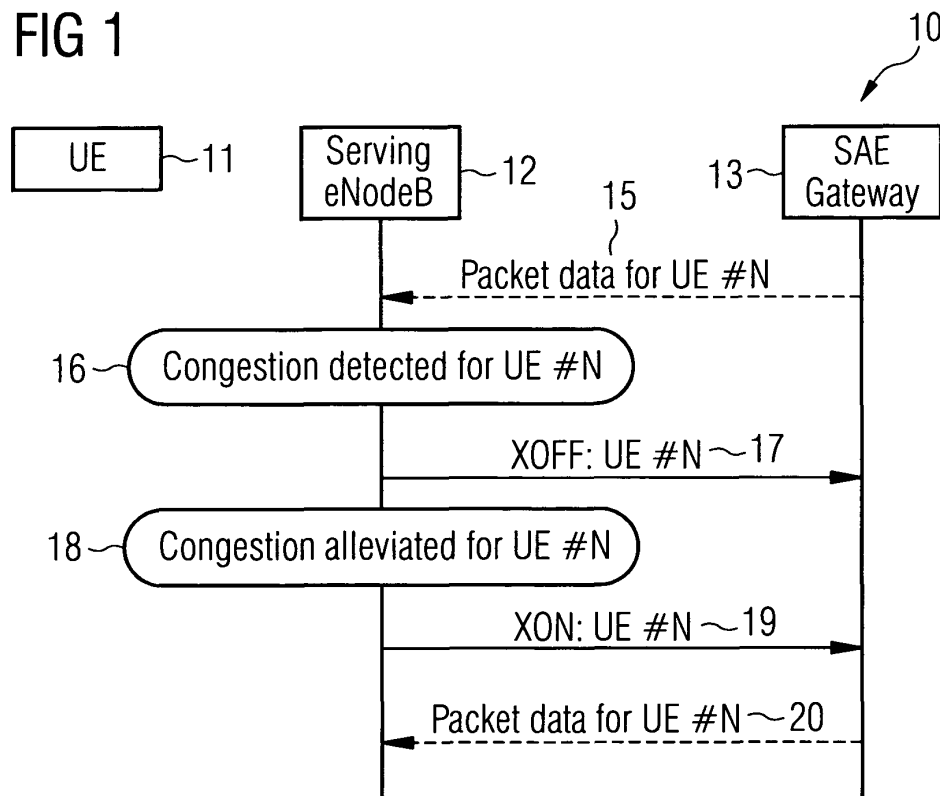 FIG 1
10
UE
11
Serving
eNodeB
12
13
SAE
Gateway
15
Packet data for UE #N
16
Congestion detected for UE #N
XOFF: UE #N
17
18
Congestion alleviated for UE #N
XON: UE #N
19
Packet data for UE #N
20